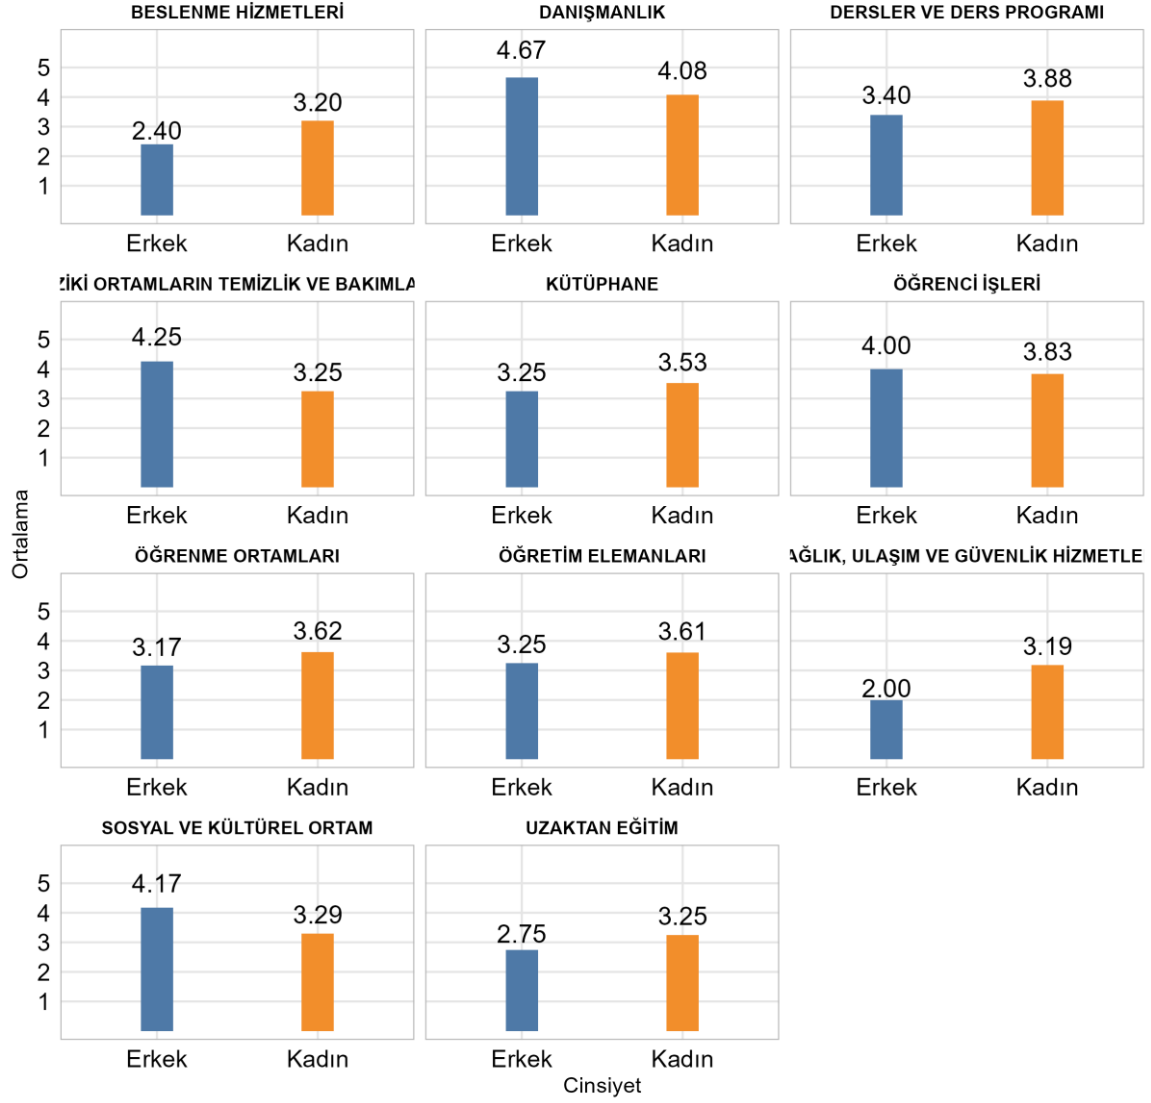 BESLENME HİZMETLERİ
DANIŞMANLIK
DERSLER VE DERS PROGRAMI
5
4
3
2
1
2.40
3.20
4.67
4.08
3.40
3.88
Erkek Kadın
Erkek Kadın
Erkek Kadın
ZİKİ ORTAMLARIN TEMİZLİK VE BAKIMLA
KÜTÜPHANE
ÖĞRENCİ İŞLERİ
5
4
3
2
1
4.25
3.25
3.25
3.53
4.00
3.83
Erkek Kadın
Erkek Kadın
Erkek Kadın
Ortalama
ÖĞRENME ORTAMLARI
ÖĞRETİM ELEMANLARI
AĞLIK, ULAŞIM VE GÜVENLİK HİZMETLE
5
4
3
2
1
3.17
3.62
3.25
3.61
2.00
3.19
Erkek Kadın
Erkek Kadın
Erkek Kadın
SOSYAL VE KÜLTÜREL ORTAM
UZAKTAN EĞİTİM
5
4
3
2
1
4.17
3.29
2.75
3.25
Erkek Kadın
Erkek Kadın
Cinsiyet